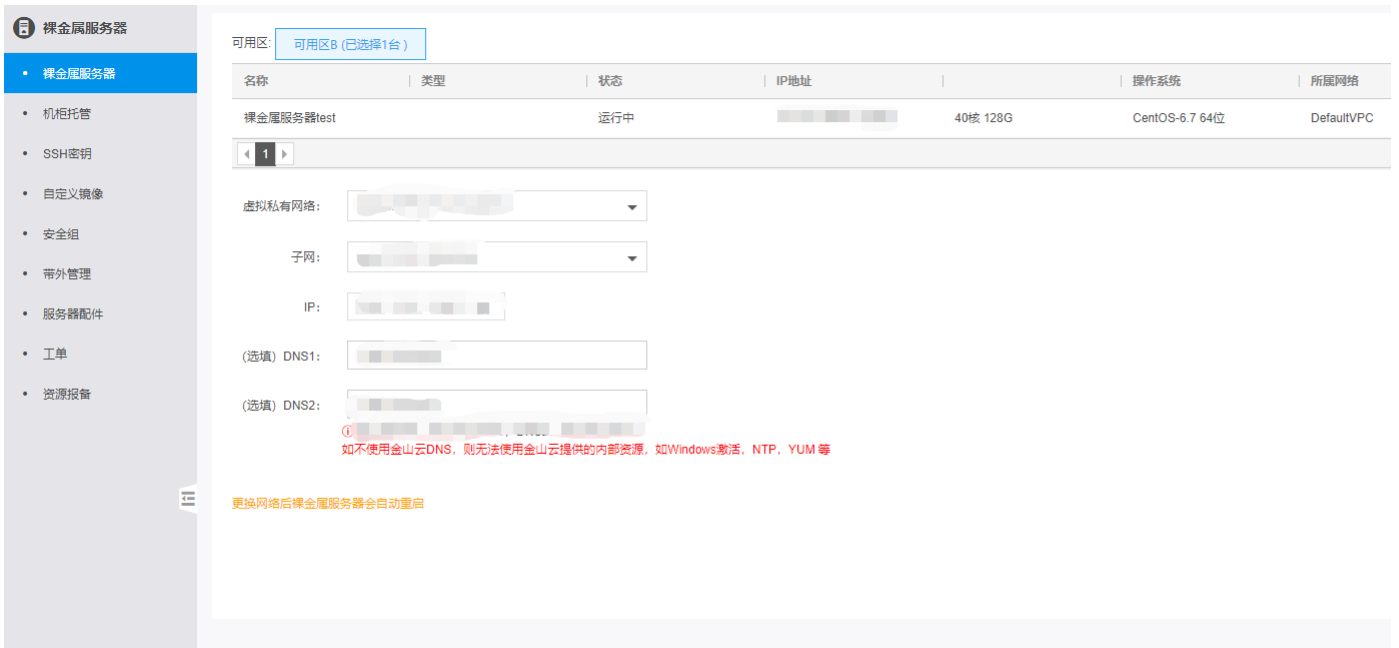 裸金属服务器
裸金属服务器
机柜托管
SSH密钥
自定义镜像
安全组
带外管理
服务器配件
工单
资源报备
可用区: 可用区B (已选择1台 )
名称 类型 状态 IP地址 操作系统 所属网络
裸金属服务器test 运行中 40核 128G CentOS-6.7 64位 DefaultVPC
1
虚拟私有网络：
子网：
IP：
(选填) DNS1：
(选填) DNS2：
如不使用金山云DNS，则无法使用金山云提供的内部资源，如Windows激活，NTP，YUM 等
更换网络后裸金属服务器会自动重启